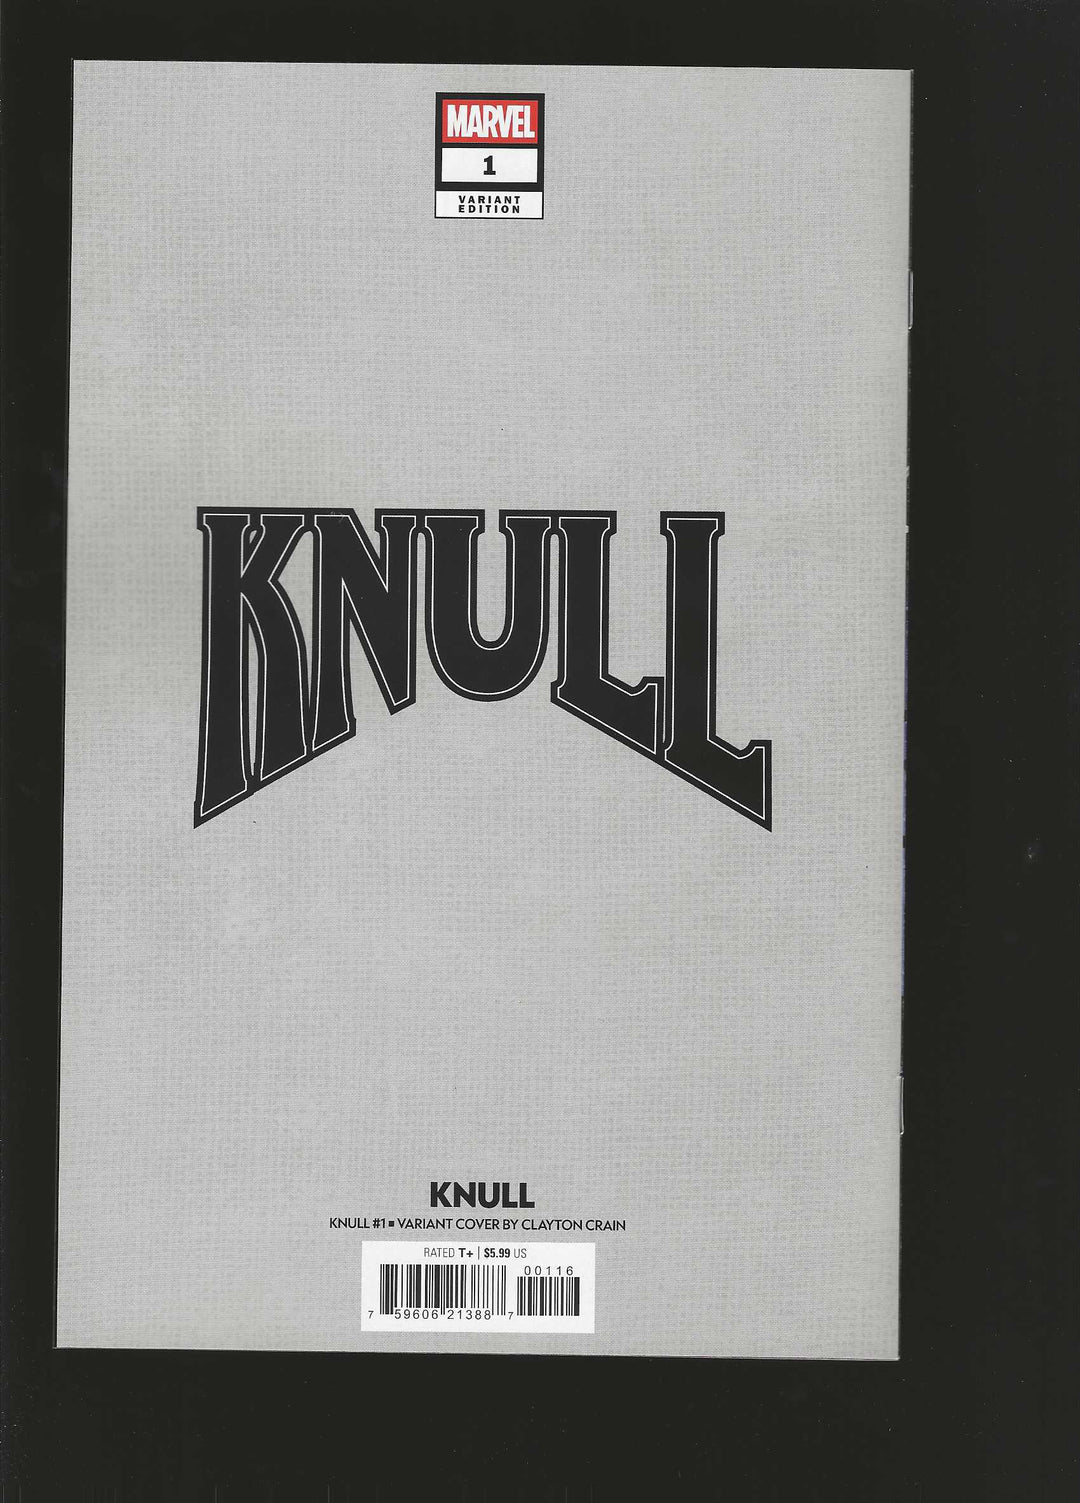 MARVEL
1
VARIANT
EDITION
KNULL
KNULL
KNULL #1 ▪ VARIANT COVER BY CLAYTON CRAIN
RATED T+ | $5.99 US
00116
7 59606 21388 7